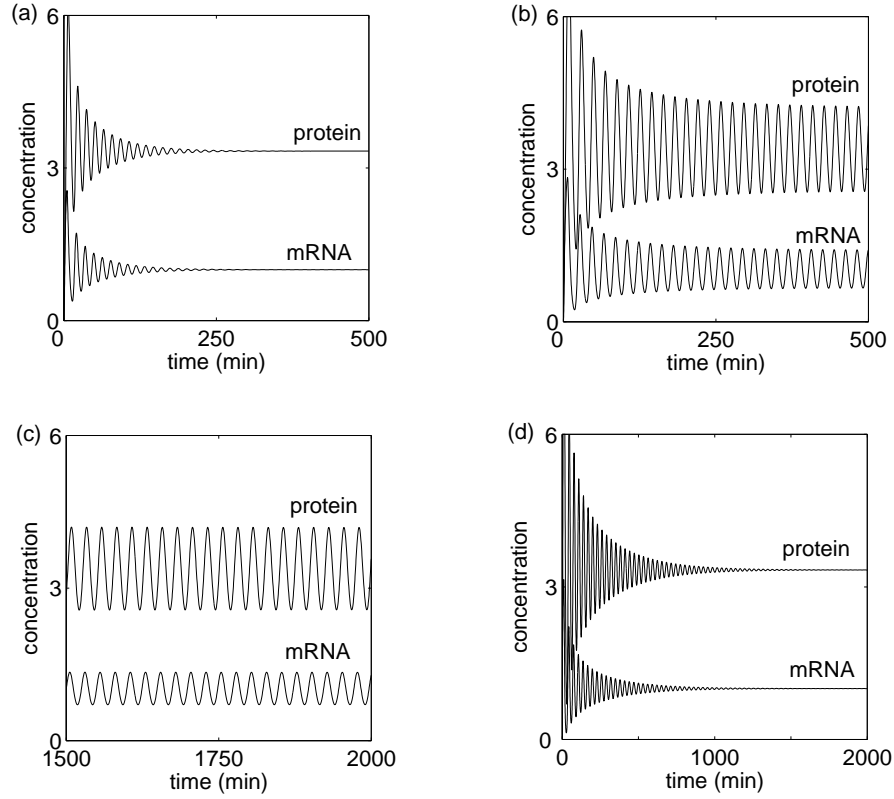 (a)
6
3
0
concentration
protein
mRNA
0 250 500
time (min)
(b)
6
3
0
concentration
protein
mRNA
0 250 500
time (min)
(c)
6
3
0
concentration
protein
mRNA
1500 1750 2000
time (min)
(d)
6
3
0
concentration
protein
mRNA
0 1000 2000
time (min)